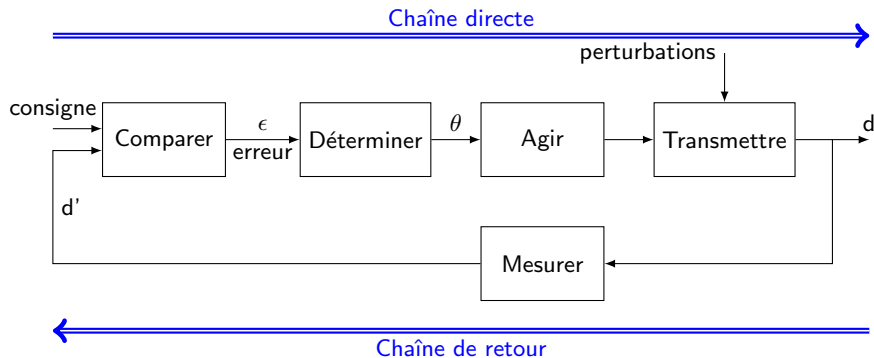 Chaîne directe
perturbations
consigne
Comparer
ϵ
erreur
Déterminer
θ
Agir
Transmettre
d
d'
Mesurer
Chaîne de retour